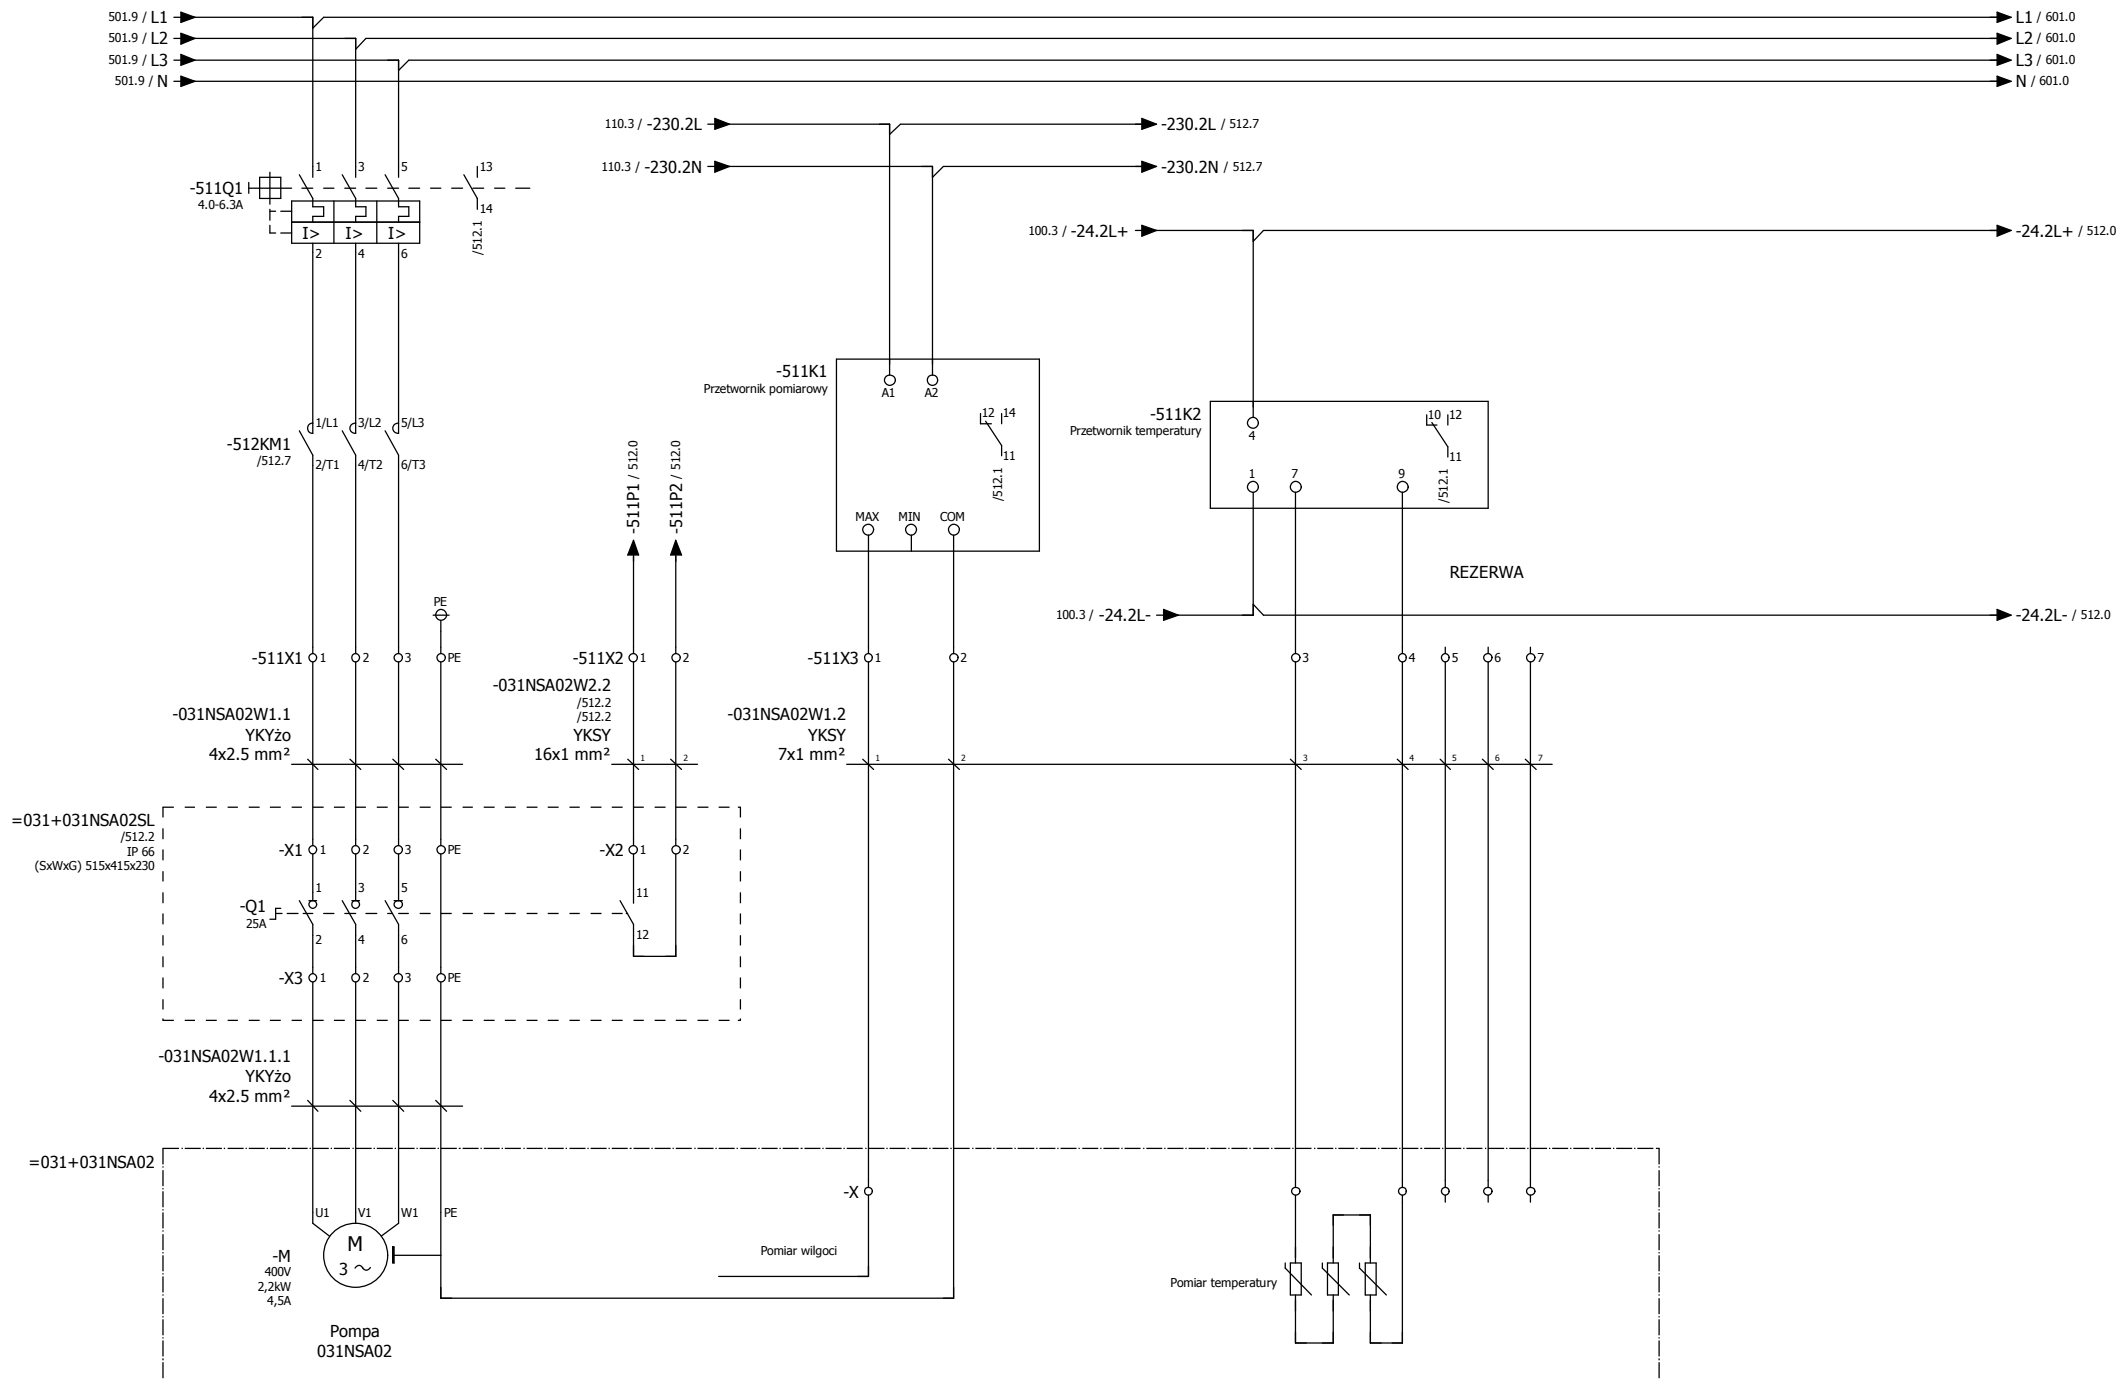 501.9 / L1
L1 / 601.0
501.9 / L2
L2 / 601.0
501.9 / L3
L3 / 601.0
501.9 / N
N / 601.0
110.3 / -230.2L
-230.2L / 512.7
110.3 / -230.2N
-230.2N / 512.7
-511Q1
4.0-6.3A
1
3
5
13
14
/512.1
I>
I>
I>
2
4
6
100.3 / -24.2L+
-24.2L+ / 512.0
-511K1
Przetwornik pomiarowy
A1
A2
12
14
11
/512.1
MAX
MIN
COM
-511K2
Przetwornik temperatury
4
10
12
11
/512.1
1
7
9
-512KM1
/512.7
1/L1
3/L2
5/L3
2/T1
4/T2
6/T3
-511P1 / 512.0
-511P2 / 512.0
REZERWA
100.3 / -24.2L-
-24.2L- / 512.0
PE
-511X1
1
2
3
PE
-511X2
1
2
-511X3
1
2
3
4
5
6
7
-031NSA02W1.1
YKYżo
4x2.5 mm²
-031NSA02W2.2
/512.2
/512.2
YKSY
16x1 mm²
1
2
-031NSA02W1.2
YKSY
7x1 mm²
1
2
3
4
5
6
7
=031+031NSA02SL
/512.2
IP 66
(SxWxG) 515x415x230
-X1
1
2
3
PE
-X2
1
2
-Q1
25A
1
3
5
2
4
6
11
12
-X3
1
2
3
PE
-031NSA02W1.1.1
YKYżo
4x2.5 mm²
=031+031NSA02
-X
U1
V1
W1
PE
M
3 ~
-M
400V
2,2kW
4,5A
Pomiar wilgoci
Pomiar temperatury
Pompa
031NSA02